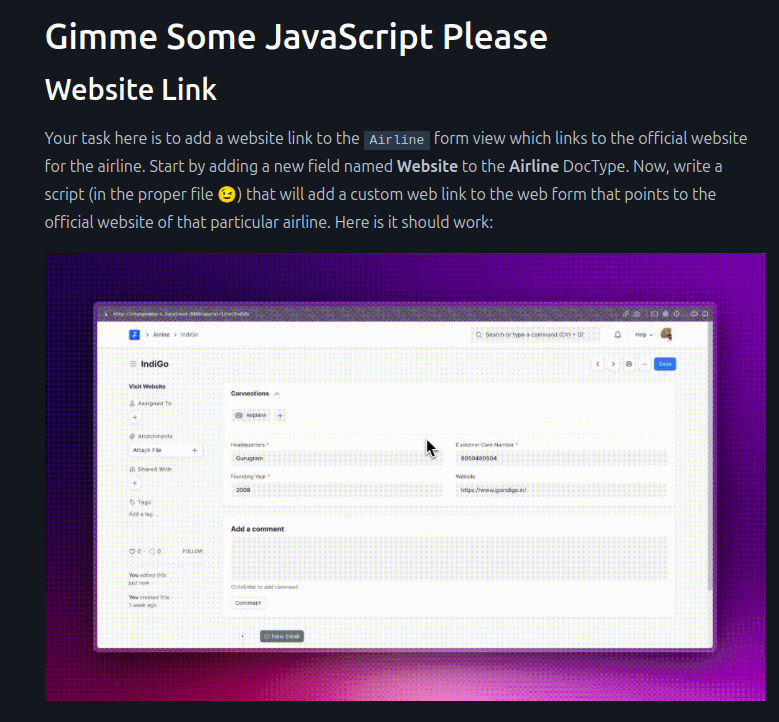 Gimme Some JavaScript Please
Website Link
Your task here is to add a website link to the Airline form view which links to the official website
for the airline. Start by adding a new field named Website to the Airline DocType. Now, write a
script (in the proper file 😉) that will add a custom web link to the web form that points to the
official website of that particular airline. Here is it should work:
Airline > IndiGo
Search or type a command (Ctrl + G)
Help
IndiGo
Save
Visit Website
Connections
Assigned To
Airplane
Attachments
Headquarters *
Customer Care Number *
Attach File
Gurugram
Shared With
Founding Year *
Website
2008
https://www.goindigo.in/
Tags
Add a tag ...
Add a comment
0 · 0 FOLLOW
You edited this
just now
Ctrl+Enter to add comment
You created this
1 week ago
Comment
New Email